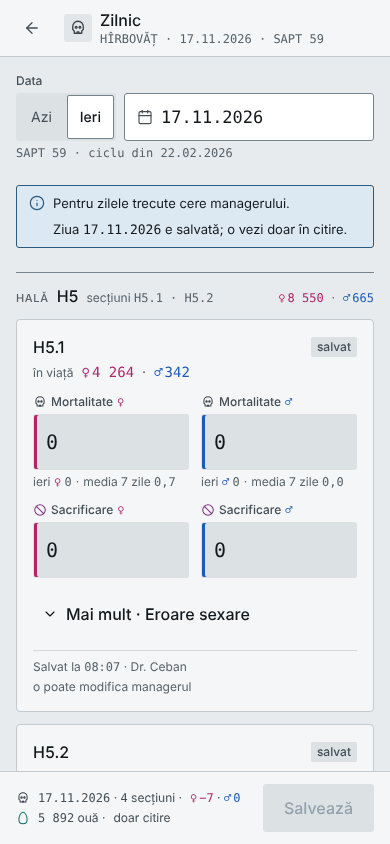 Zilnic
HÎRBOVĂȚ · 17.11.2026 · SAPT 59
Data
Azi
Ieri
17.11.2026
SAPT 59 · ciclu din 22.02.2026
Pentru zilele trecute cere managerului.
Ziua 17.11.2026 e salvată; o vezi doar în citire.
HALĂ H5 secțiuni H5.1 · H5.2 ♀8 550 · ♂665
H5.1 salvat
în viață ♀4 264 · ♂342
Mortalitate ♀ Mortalitate ♂
0 0
ieri ♀0 · media 7 zile 0,7 ieri ♂0 · media 7 zile 0,0
Sacrificare ♀ Sacrificare ♂
0 0
Mai mult · Eroare sexare
Salvat la 08:07 · Dr. Ceban
o poate modifica managerul
H5.2 salvat
17.11.2026 · 4 secțiuni · ♀−7 · ♂0
5 892 ouă · doar citire
Salvează